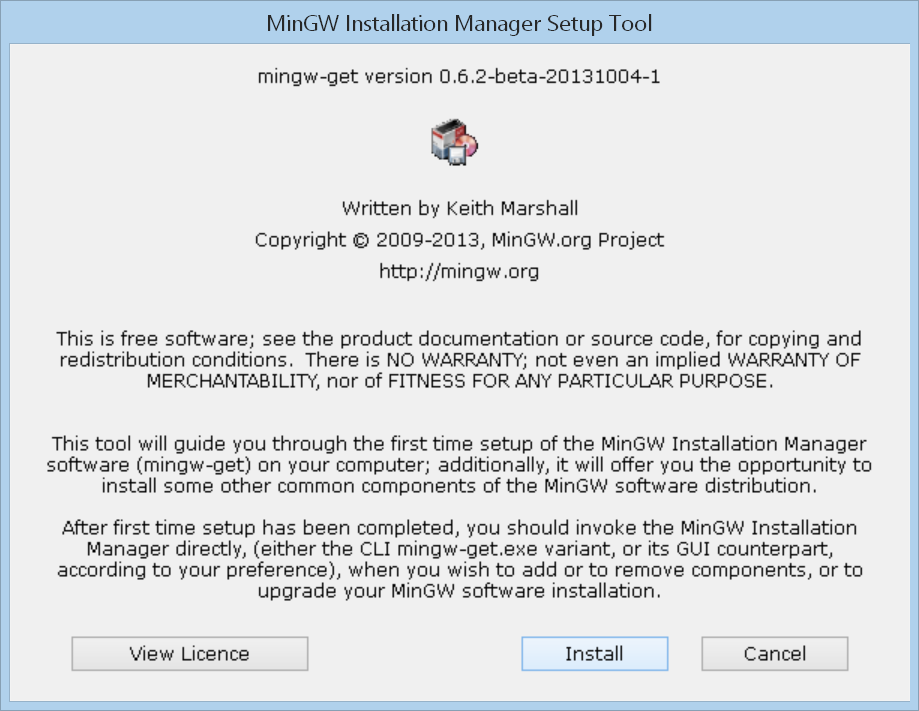 MinGW Installation Manager Setup Tool
mingw-get version 0.6.2-beta-20131004-1
Written by Keith Marshall
Copyright © 2009-2013, MinGW.org Project
http://mingw.org
This is free software; see the product documentation or source code, for copying and
redistribution conditions.  There is NO WARRANTY; not even an implied WARRANTY OF
MERCHANTABILITY, nor of FITNESS FOR ANY PARTICULAR PURPOSE.
This tool will guide you through the first time setup of the MinGW Installation Manager
software (mingw-get) on your computer; additionally, it will offer you the opportunity to
install some other common components of the MinGW software distribution.
After first time setup has been completed, you should invoke the MinGW Installation
Manager directly, (either the CLI mingw-get.exe variant, or its GUI counterpart,
according to your preference), when you wish to add or to remove components, or to
upgrade your MinGW software installation.
View Licence
Install
Cancel